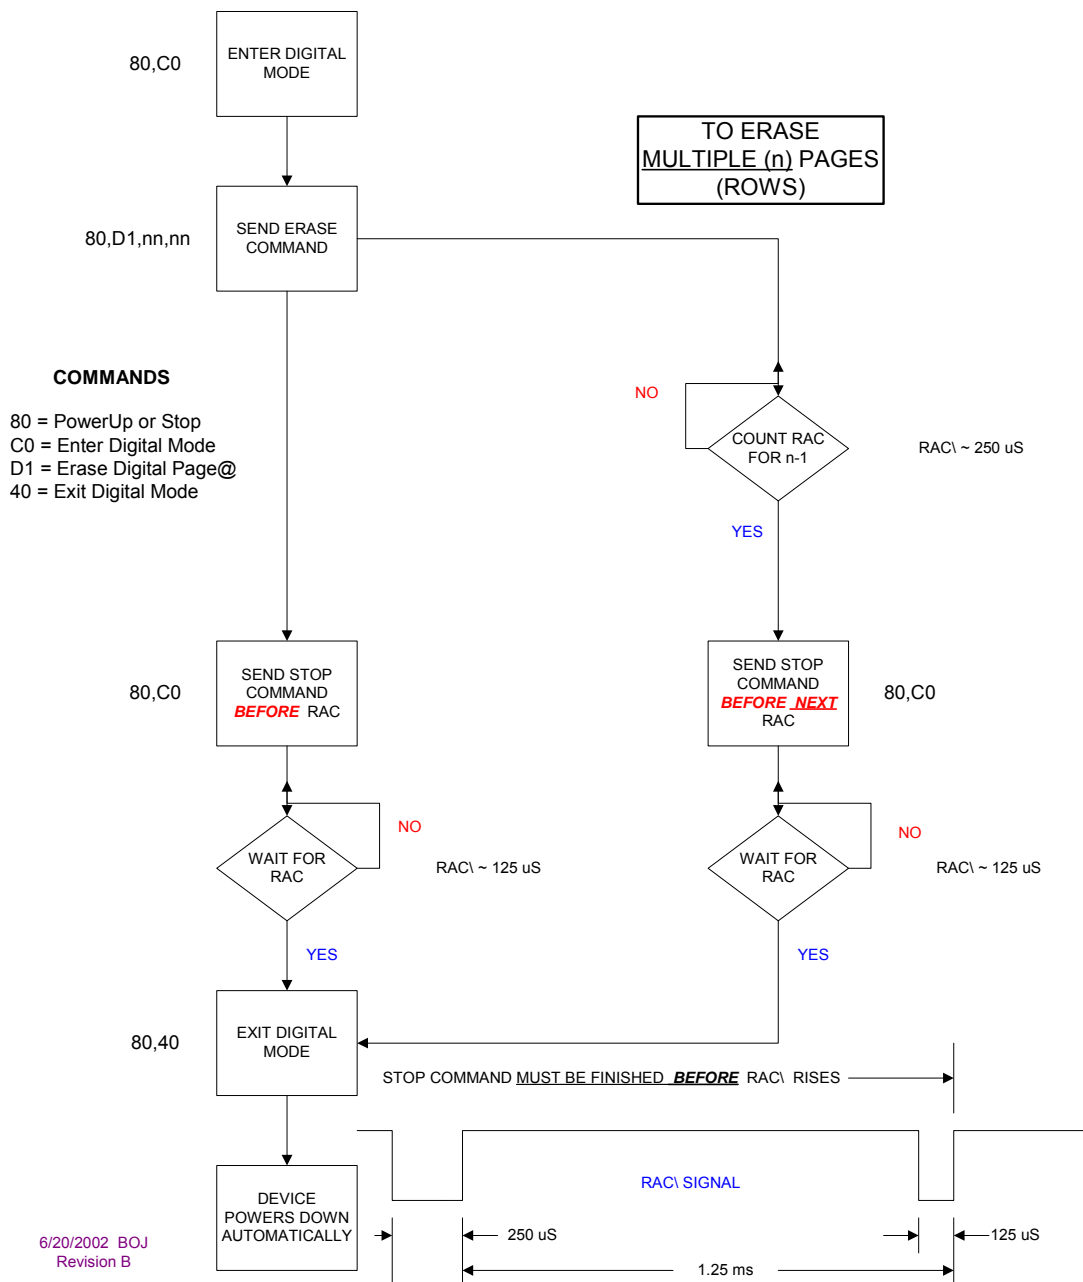 80,C0
ENTER DIGITAL
MODE
TO ERASE
MULTIPLE (n) PAGES
(ROWS)
80,D1,nn,nn
SEND ERASE
COMMAND
COMMANDS
80 = PowerUp or Stop
C0 = Enter Digital Mode
D1 = Erase Digital Page@
40 = Exit Digital Mode
NO
COUNT RAC
FOR n-1
RAC\ ~ 250 uS
YES
80,C0
SEND STOP
COMMAND
BEFORE RAC
SEND STOP
COMMAND
BEFORE NEXT
RAC
80,C0
NO
WAIT FOR
RAC
RAC\ ~ 125 uS
YES
NO
WAIT FOR
RAC
RAC\ ~ 125 uS
YES
80,40
EXIT DIGITAL
MODE
STOP COMMAND MUST BE FINISHED BEFORE RAC\ RISES
RAC\ SIGNAL
DEVICE
POWERS DOWN
AUTOMATICALLY
250 uS
125 uS
1.25 ms
6/20/2002 BOJ
Revision B